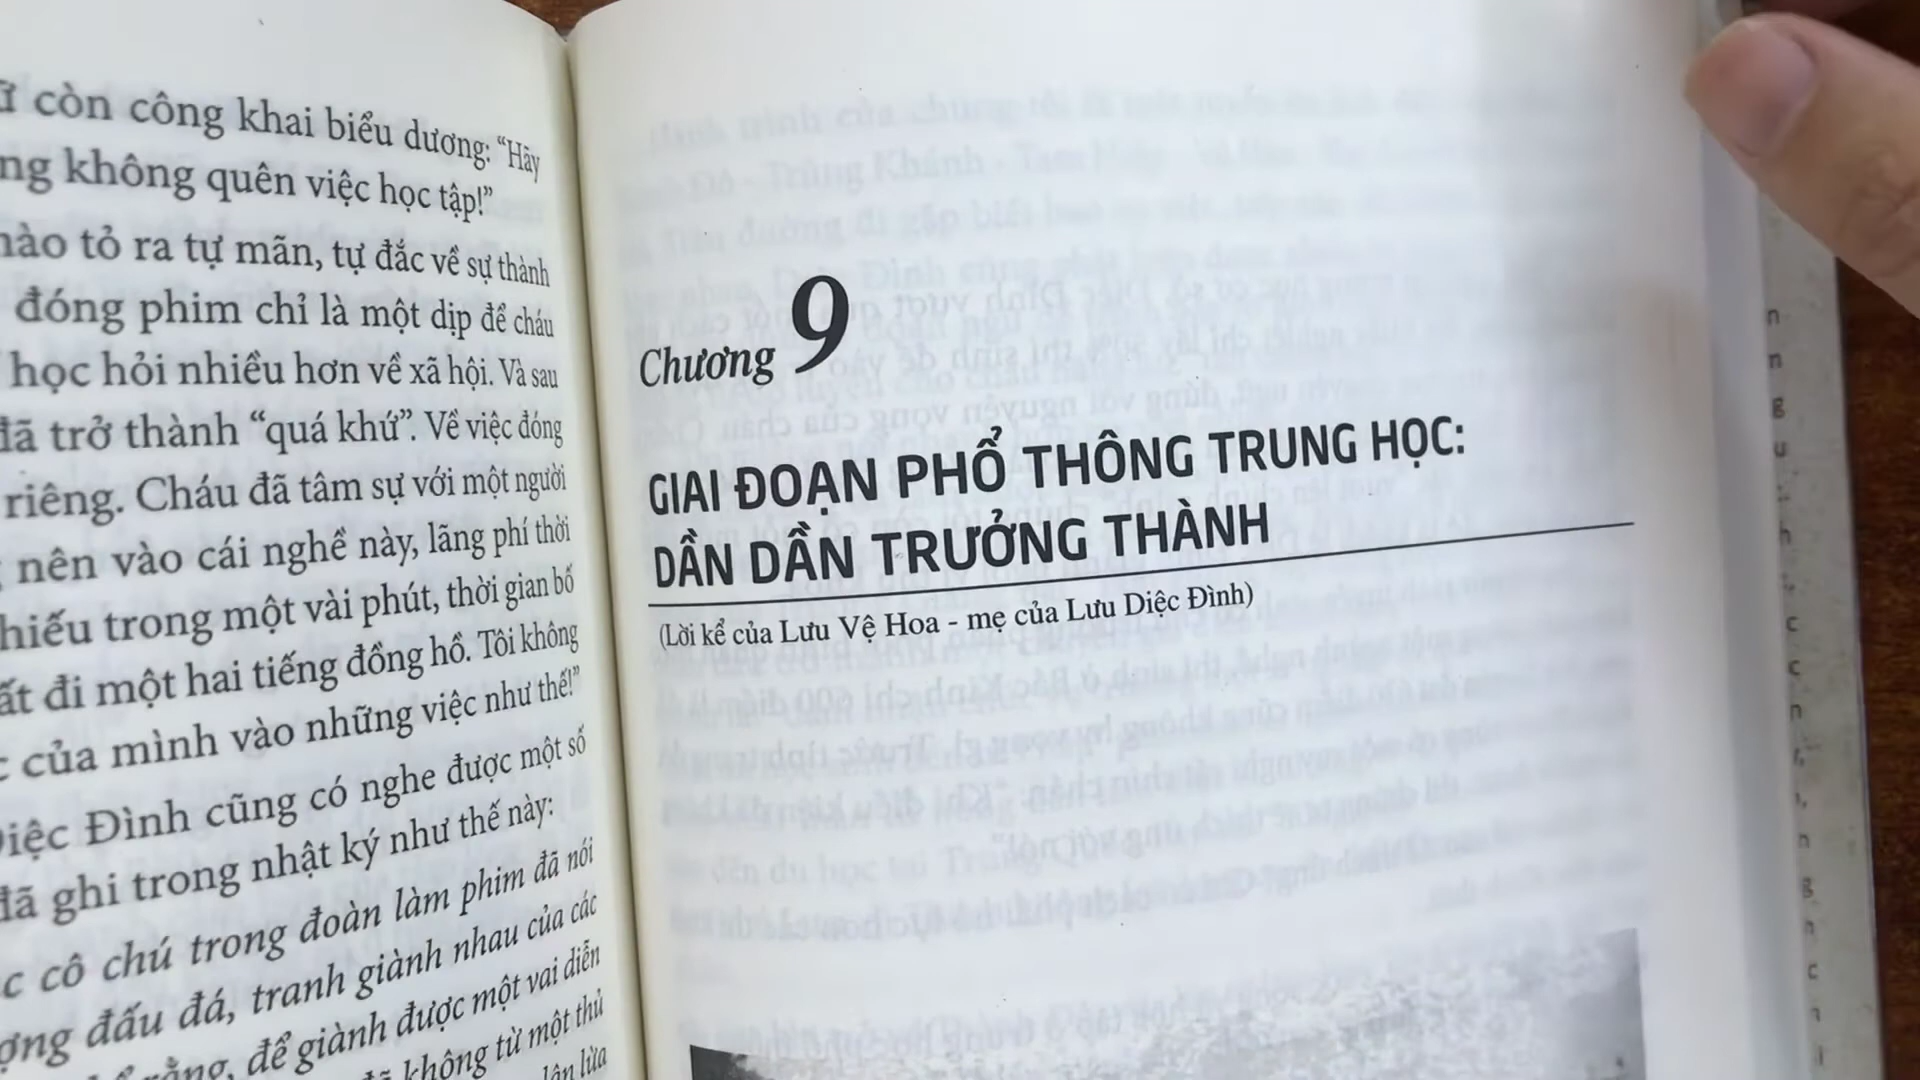 còn công khai biểu dương: “Hãy
không quên việc học tập!”
tỏ ra tự mãn, tự đắc về sự thành
đóng phim chỉ là một dịp để cháu
học hỏi nhiều hơn về xã hội. Và sau
đã trở thành “quá khứ”. Về việc đóng
riêng. Cháu đã tâm sự với một người
nên vào cái nghề này, lãng phí thời
trong một vài phút, thời gian bố
đi một hai tiếng đồng hồ. Tôi không
của mình vào những việc như thế!”
Diệc Đình cũng có nghe được một số
đã ghi trong nhật ký như thế này:
cô chú trong đoàn làm phim đã nói
đấu đá, tranh giành nhau của các
rằng, để giành được một vai diễn
không từ một thủ
lừa
Chương 9
GIAI ĐOẠN PHỔ THÔNG TRUNG HỌC:
DẦN DẦN TRƯỞNG THÀNH
(Lời kể của Lưu Vệ Hoa - mẹ của Lưu Diệc Đình)